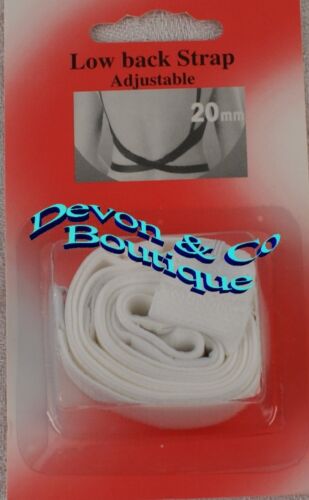 Low back Strap
Adjustable
20mm
Devon & Co
Boutique